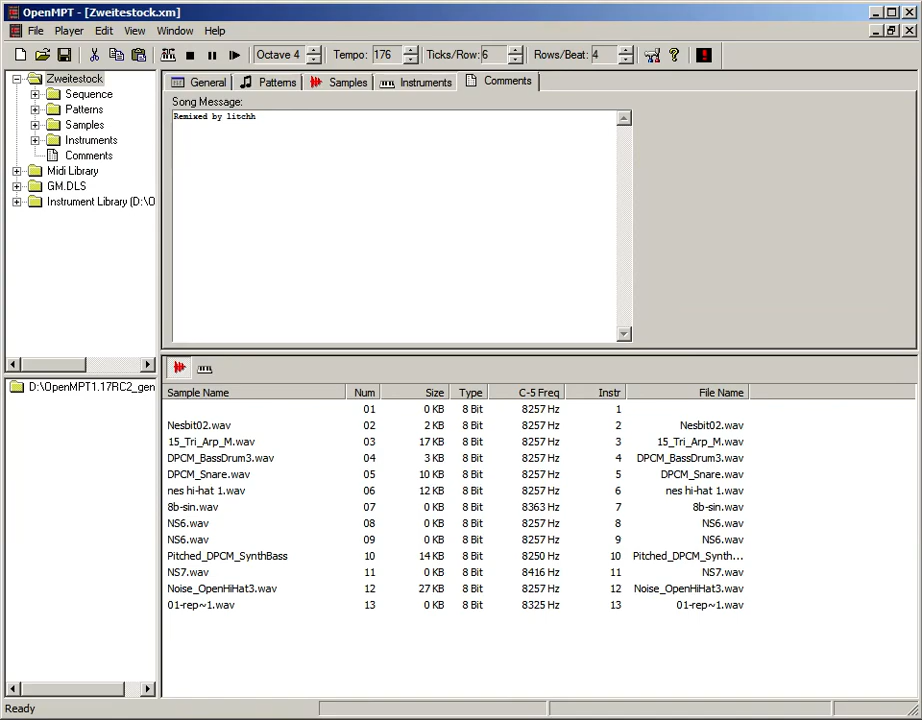 OpenMPT - [Zweitestock.xm]
File Player Edit View Window Help
Octave 4 Tempo: 176 Ticks/Row: 6 Rows/Beat: 4
Zweitestock
Sequence
Patterns
Samples
Instruments
Comments
Midi Library
GM.DLS
Instrument Library (D:\O
General Patterns Samples Instruments Comments
Song Message:
Remixed by litchh
D:\OpenMPT1.17RC2_gen
Sample Name Num Size Type C-5 Freq Instr File Name
01 0 KB 8 Bit 8257 Hz 1
Nesbit02.wav 02 2 KB 8 Bit 8257 Hz 2 Nesbit02.wav
15_Tri_Arp_M.wav 03 17 KB 8 Bit 8257 Hz 3 15_Tri_Arp_M.wav
DPCM_BassDrum3.wav 04 3 KB 8 Bit 8257 Hz 4 DPCM_BassDrum3.wav
DPCM_Snare.wav 05 10 KB 8 Bit 8257 Hz 5 DPCM_Snare.wav
nes hi-hat 1.wav 06 12 KB 8 Bit 8257 Hz 6 nes hi-hat 1.wav
8b-sin.wav 07 0 KB 8 Bit 8363 Hz 7 8b-sin.wav
NS6.wav 08 0 KB 8 Bit 8257 Hz 8 NS6.wav
NS6.wav 09 0 KB 8 Bit 8257 Hz 9 NS6.wav
Pitched_DPCM_SynthBass 10 14 KB 8 Bit 8250 Hz 10 Pitched_DPCM_Synth...
NS7.wav 11 0 KB 8 Bit 8416 Hz 11 NS7.wav
Noise_OpenHiHat3.wav 12 27 KB 8 Bit 8257 Hz 12 Noise_OpenHiHat3.wav
01-rep~1.wav 13 0 KB 8 Bit 8325 Hz 13 01-rep~1.wav
Ready